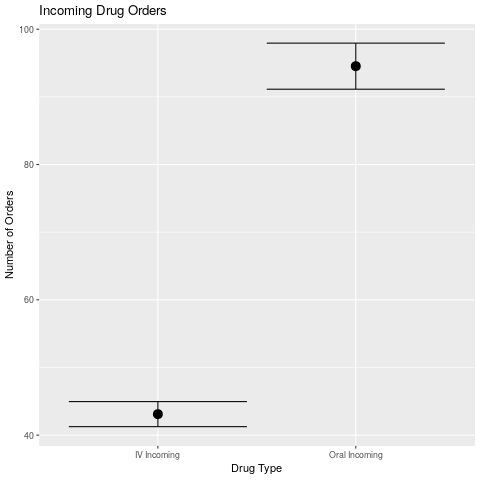 Incoming Drug Orders
Number of Orders
100
80
60
40
IV Incoming
Oral Incoming
Drug Type